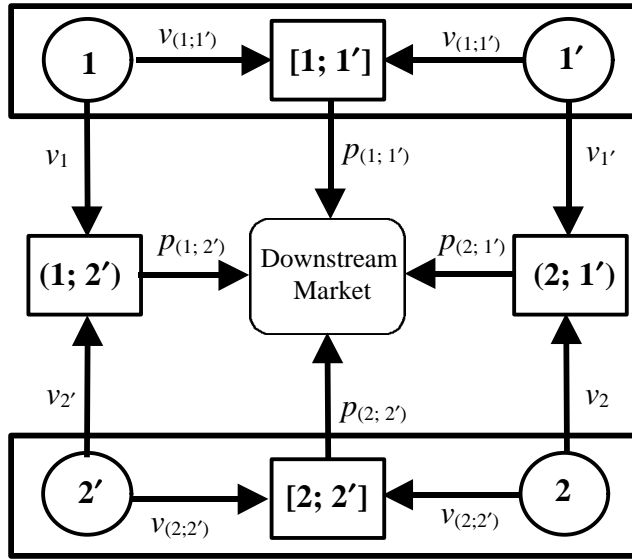 v(1;1′) v(1;1′)
1 [1; 1′] 1′
v1 p(1; 1′) v1′
p(1; 2′) p(2; 1′)
(1; 2′) Downstream (2; 1′)
Market
v2′ p(2; 2′) v2
2′ [2; 2′] 2
v(2;2′) v(2;2′)